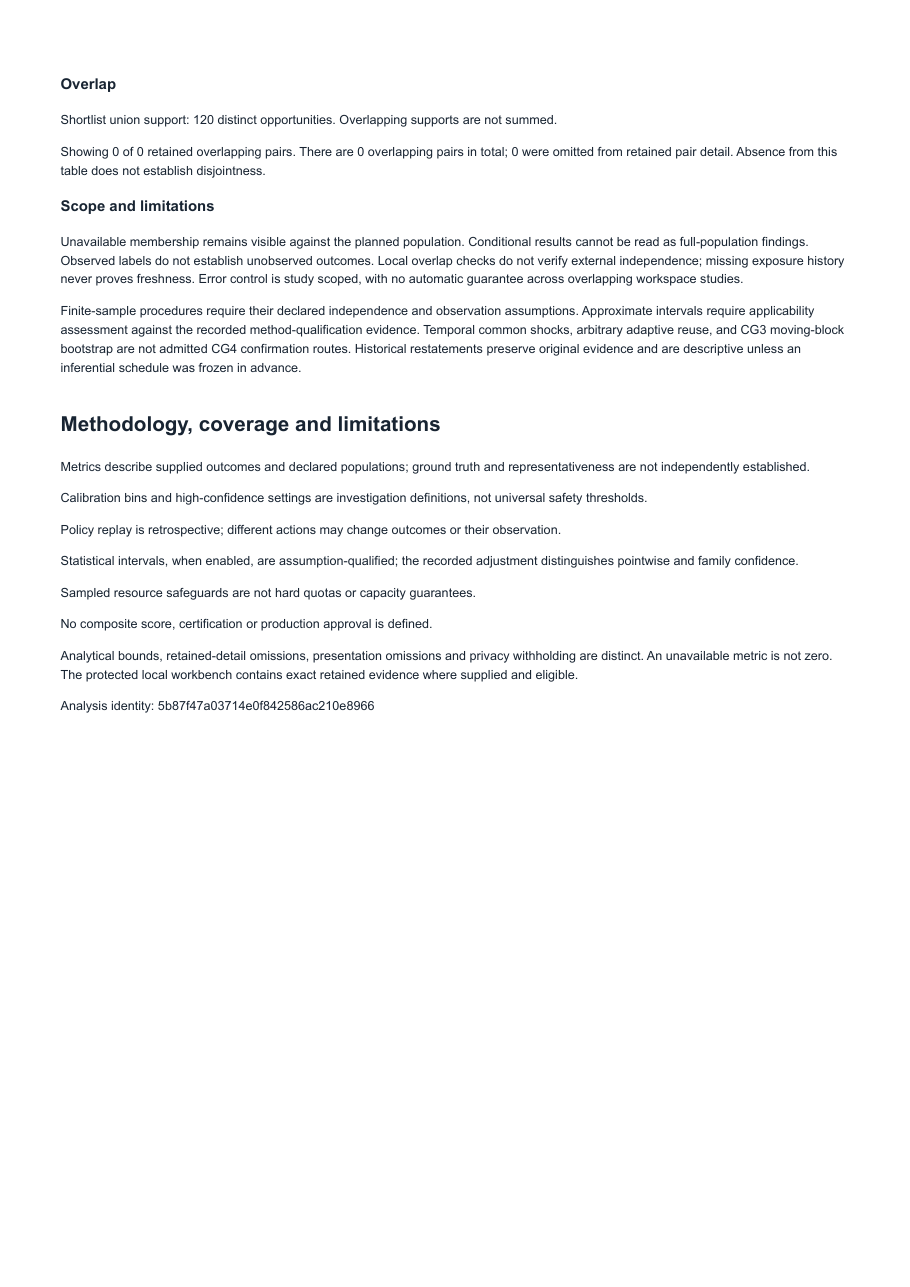 Overlap
Shortlist union support: 120 distinct opportunities. Overlapping supports are not summed.
Showing 0 of 0 retained overlapping pairs. There are 0 overlapping pairs in total; 0 were omitted from retained pair detail. Absence from this
table does not establish disjointness.
Scope and limitations
Unavailable membership remains visible against the planned population. Conditional results cannot be read as full-population findings.
Observed labels do not establish unobserved outcomes. Local overlap checks do not verify external independence; missing exposure history
never proves freshness. Error control is study scoped, with no automatic guarantee across overlapping workspace studies.
Finite-sample procedures require their declared independence and observation assumptions. Approximate intervals require applicability
assessment against the recorded method-qualification evidence. Temporal common shocks, arbitrary adaptive reuse, and CG3 moving-block
bootstrap are not admitted CG4 confirmation routes. Historical restatements preserve original evidence and are descriptive unless an
inferential schedule was frozen in advance.
Methodology, coverage and limitations
Metrics describe supplied outcomes and declared populations; ground truth and representativeness are not independently established.
Calibration bins and high-confidence settings are investigation definitions, not universal safety thresholds.
Policy replay is retrospective; different actions may change outcomes or their observation.
Statistical intervals, when enabled, are assumption-qualified; the recorded adjustment distinguishes pointwise and family confidence.
Sampled resource safeguards are not hard quotas or capacity guarantees.
No composite score, certification or production approval is defined.
Analytical bounds, retained-detail omissions, presentation omissions and privacy withholding are distinct. An unavailable metric is not zero.
The protected local workbench contains exact retained evidence where supplied and eligible.
Analysis identity: 5b87f47a03714e0f842586ac210e8966